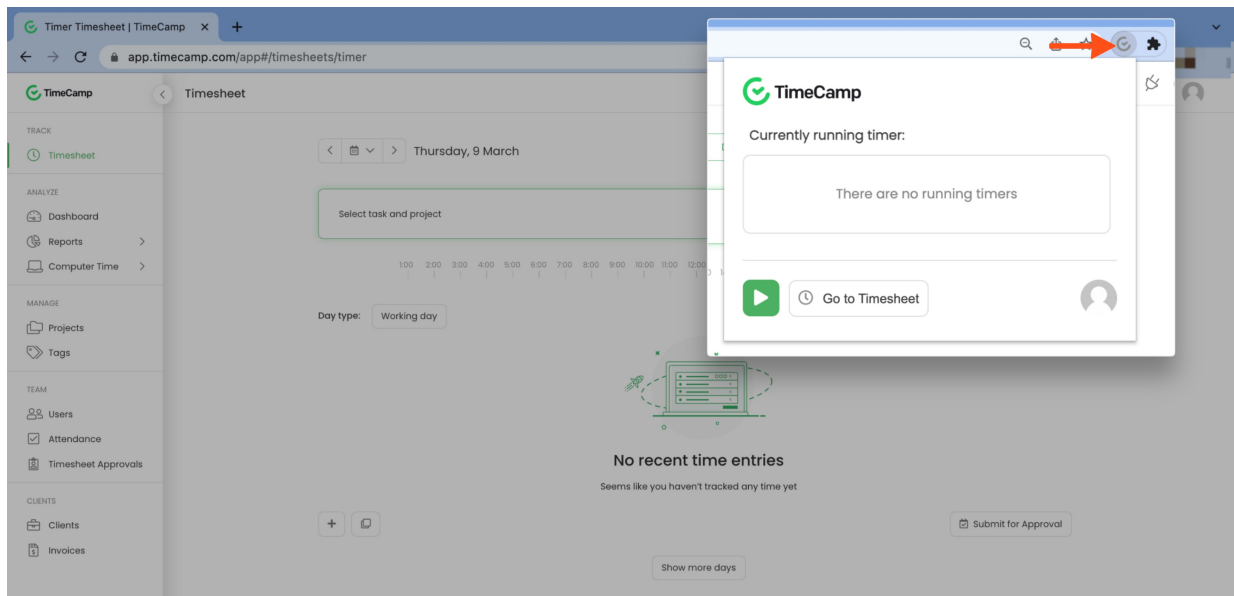 Timer Timesheet | TimeCamp
app.timecamp.com/app#/timesheets/timer
TimeCamp
Timesheet
TRACK
Timesheet
ANALYZE
Dashboard
Reports
Computer Time
MANAGE
Projects
Tags
TEAM
Users
Attendance
Timesheet Approvals
CLIENTS
Clients
Invoices
Thursday, 9 March
Select task and project
1:00 2:00 3:00 4:00 5:00 6:00 7:00 8:00 9:00 10:00 11:00 12:00
Day type: Working day
No recent time entries
Seems like you haven't tracked any time yet
Submit for Approval
Show more days
TimeCamp
Currently running timer:
There are no running timers
Go to Timesheet